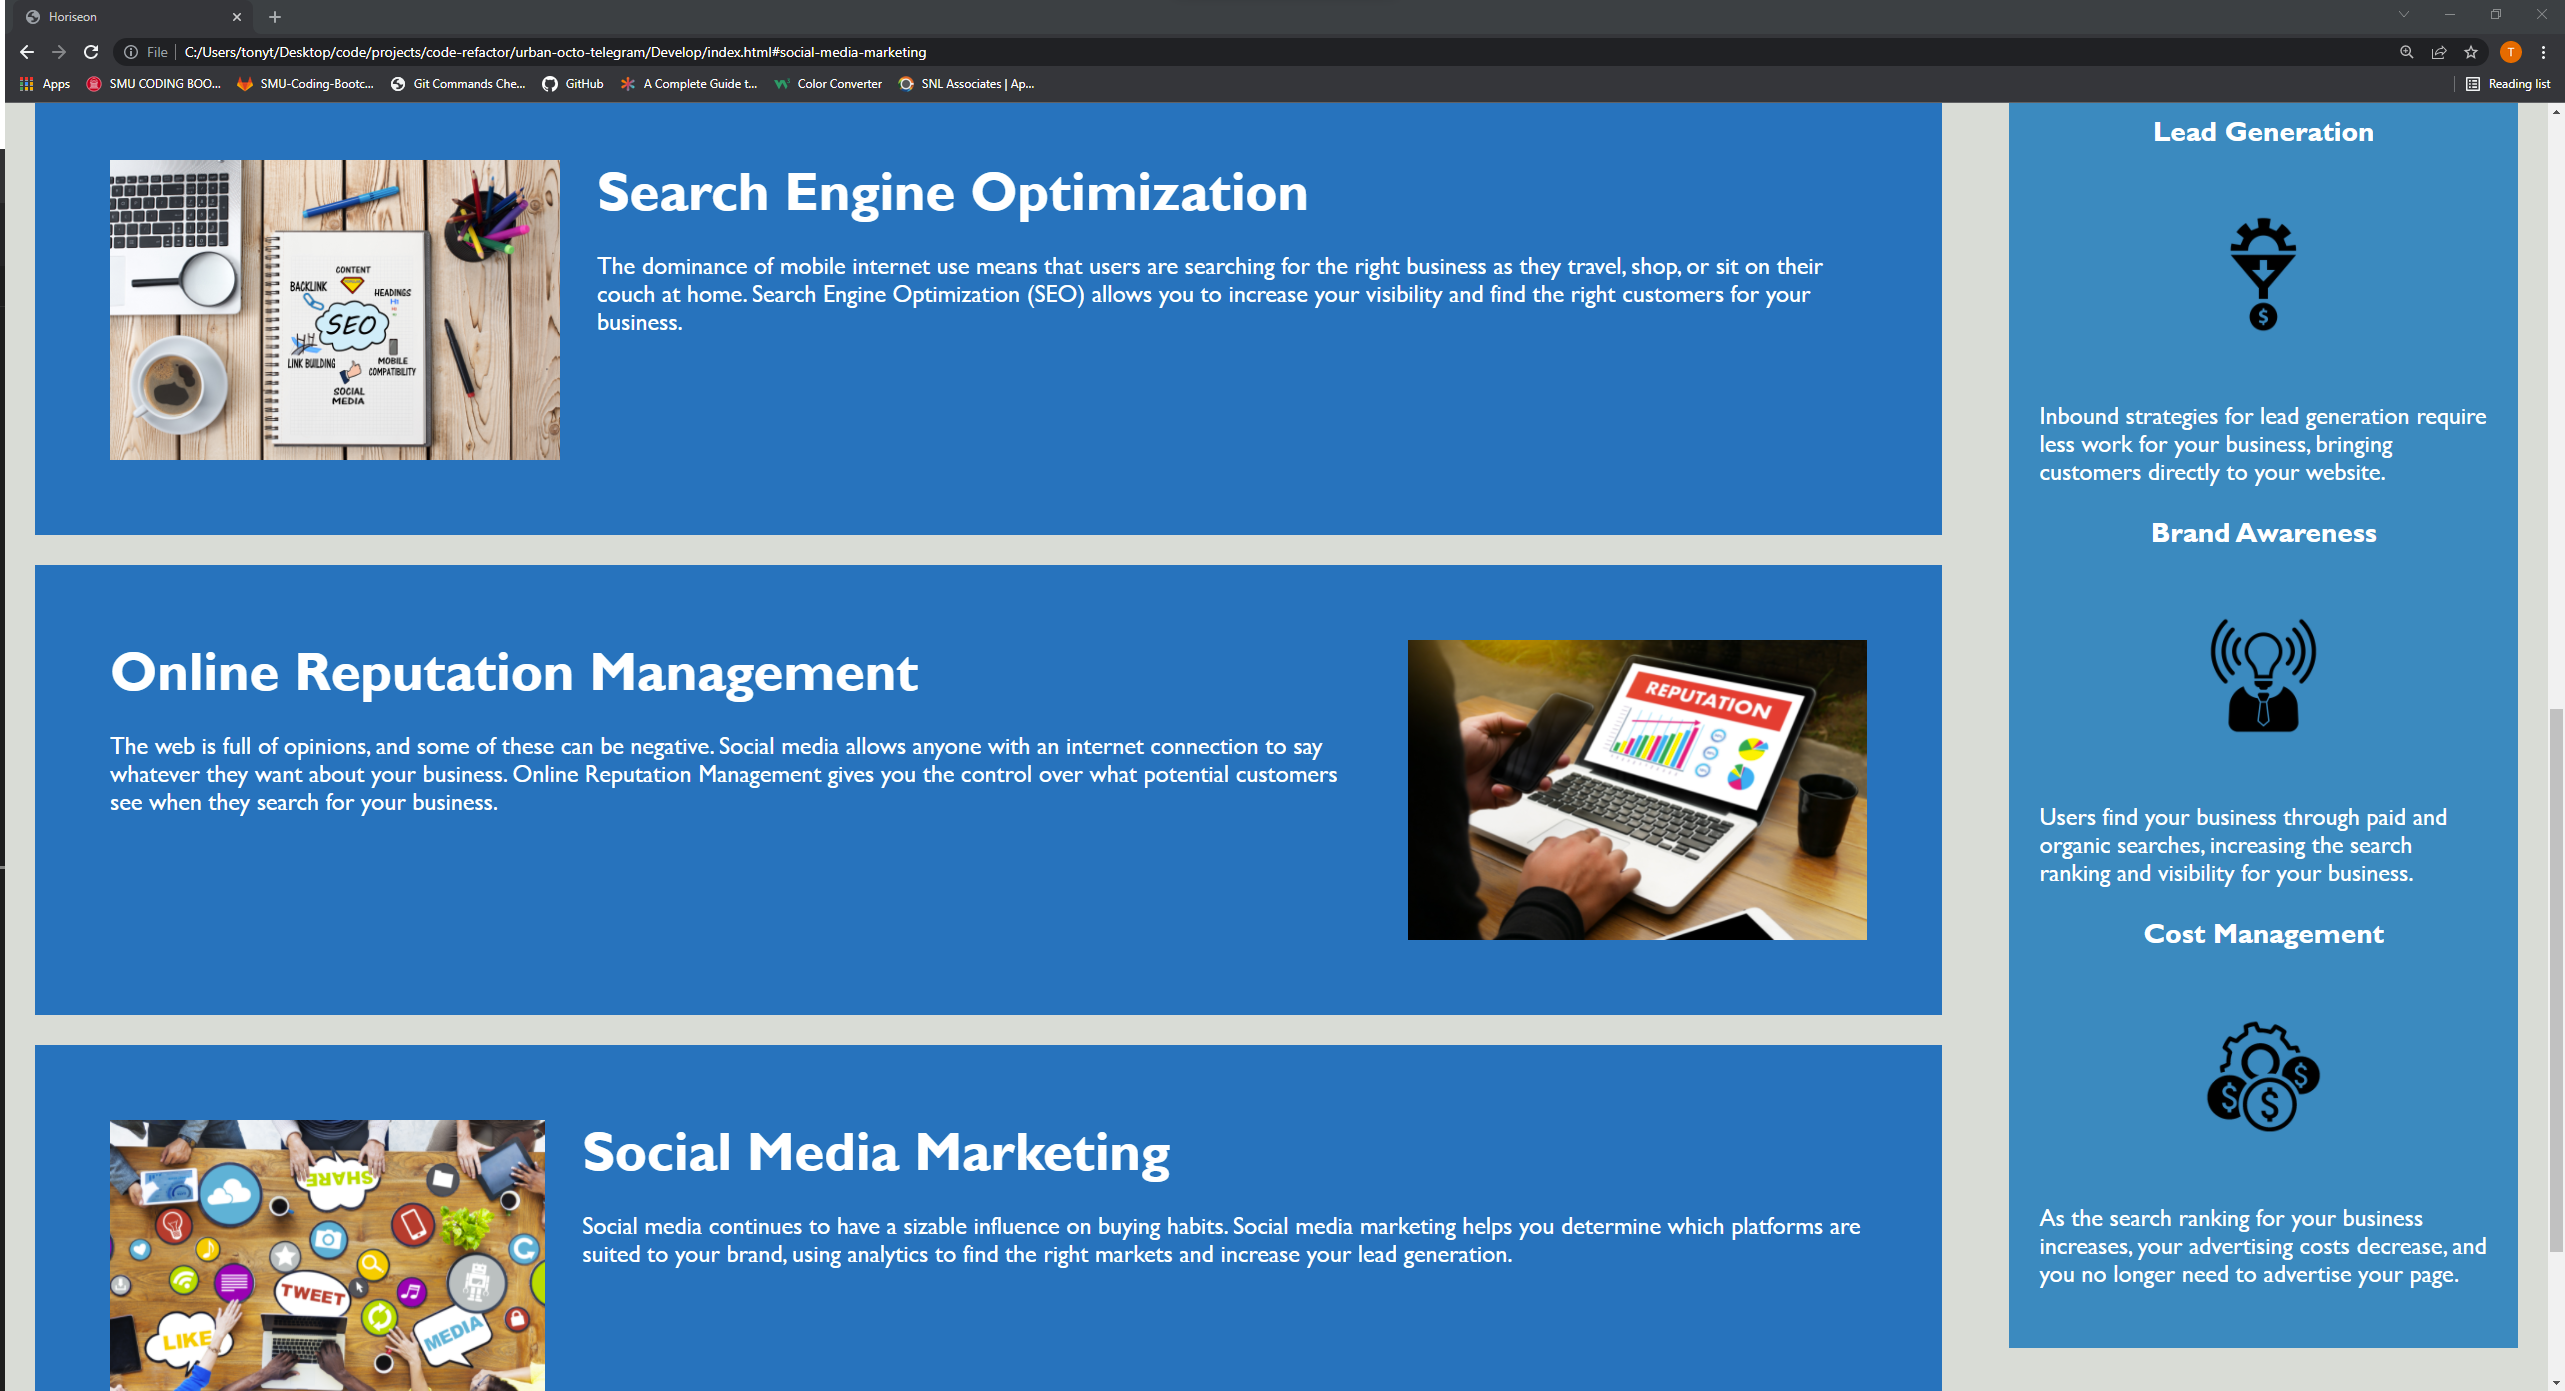 Horiseon
File
C:/Users/tonyt/Desktop/code/projects/code-refactor/urban-octo-telegram/Develop/index.html#social-media-marketing
T
Apps
SMU CODING BOO...
SMU-Coding-Bootc...
Git Commands Che...
GitHub
A Complete Guide t...
Color Converter
SNL Associates | Ap...
Reading list
CONTENT
BACKLINK
HEADINGS
H1
SEO
LINK BUILDING
MOBILE
COMPATIBILITY
SOCIAL
MEDIA
Search Engine Optimization
The dominance of mobile internet use means that users are searching for the right business as they travel, shop, or sit on their
couch at home. Search Engine Optimization (SEO) allows you to increase your visibility and find the right customers for your
business.
Online Reputation Management
The web is full of opinions, and some of these can be negative. Social media allows anyone with an internet connection to say
whatever they want about your business. Online Reputation Management gives you the control over what potential customers
see when they search for your business.
REPUTATION
SHARE
TWEET
LIKE
MEDIA
Social Media Marketing
Social media continues to have a sizable influence on buying habits. Social media marketing helps you determine which platforms are
suited to your brand, using analytics to find the right markets and increase your lead generation.
Lead Generation
$
Inbound strategies for lead generation require
less work for your business, bringing
customers directly to your website.
Brand Awareness
Users find your business through paid and
organic searches, increasing the search
ranking and visibility for your business.
Cost Management
$ $ $
As the search ranking for your business
increases, your advertising costs decrease, and
you no longer need to advertise your page.